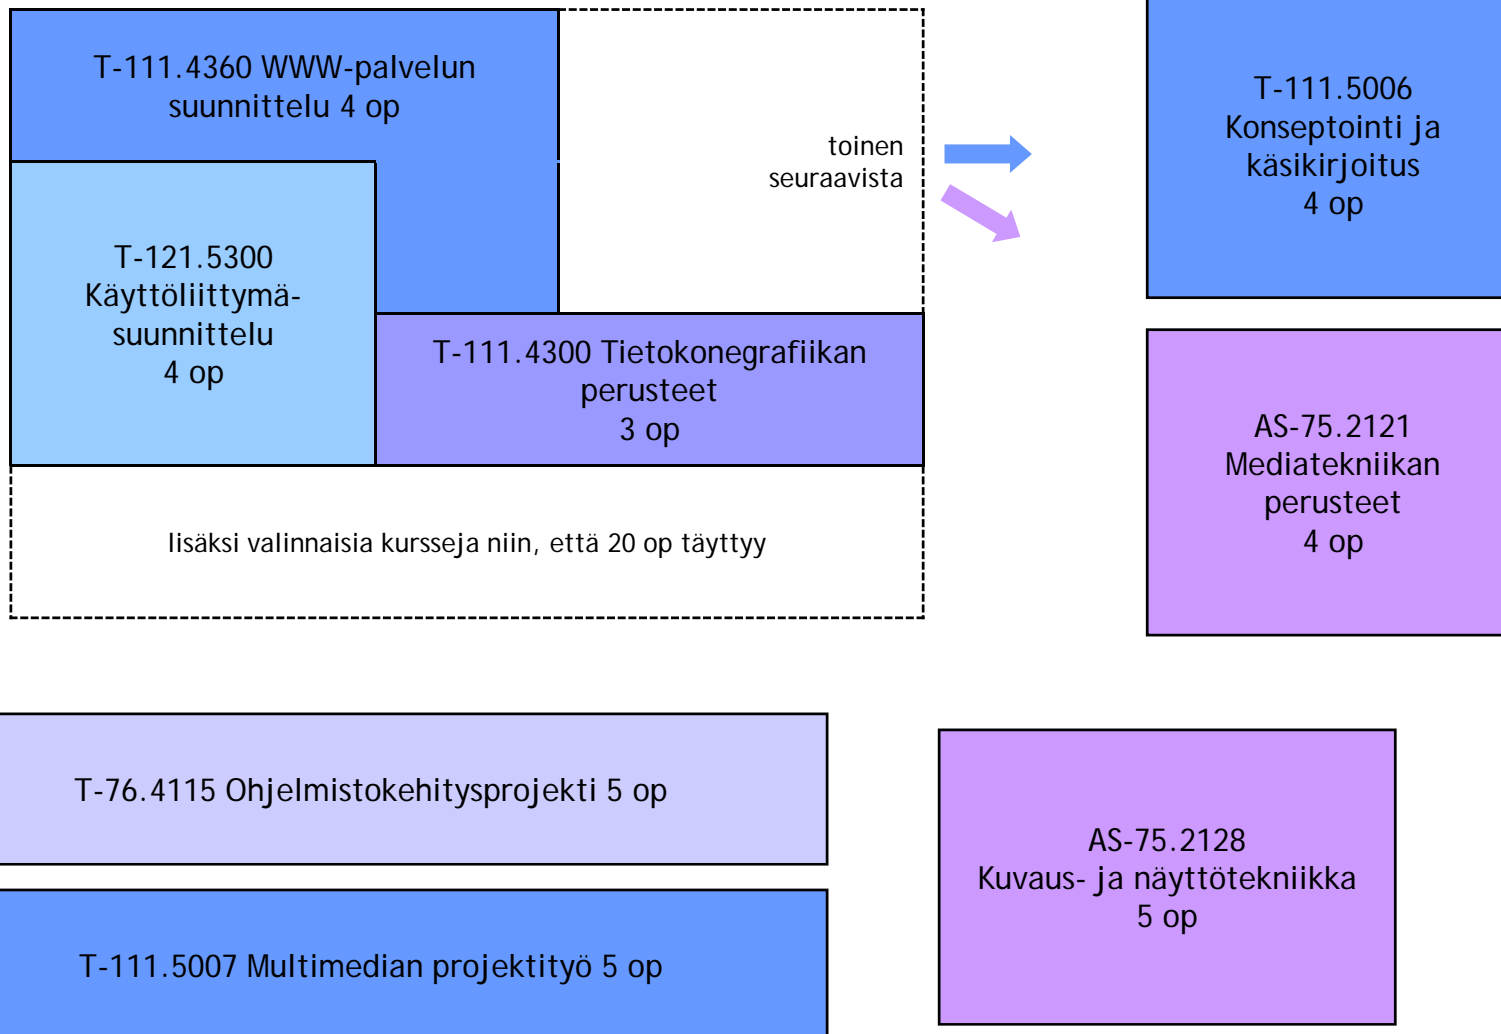 T-111.4360 WWW-palvelun
suunnittelu 4 op
toinen
seuraavista
T-121.5300
Käyttöliittymä-
suunnittelu
4 op
T-111.4300 Tietokonegrafiikan
perusteet
3 op
lisäksi valinnaisia kursseja niin, että 20 op täyttyy
T-111.5006
Konseptointi ja
käsikirjoitus
4 op
AS-75.2121
Mediatekniikan
perusteet
4 op
T-76.4115 Ohjelmistokehitysprojekti 5 op
T-111.5007 Multimedian projektityö 5 op
AS-75.2128
Kuvaus- ja näyttötekniikka
5 op